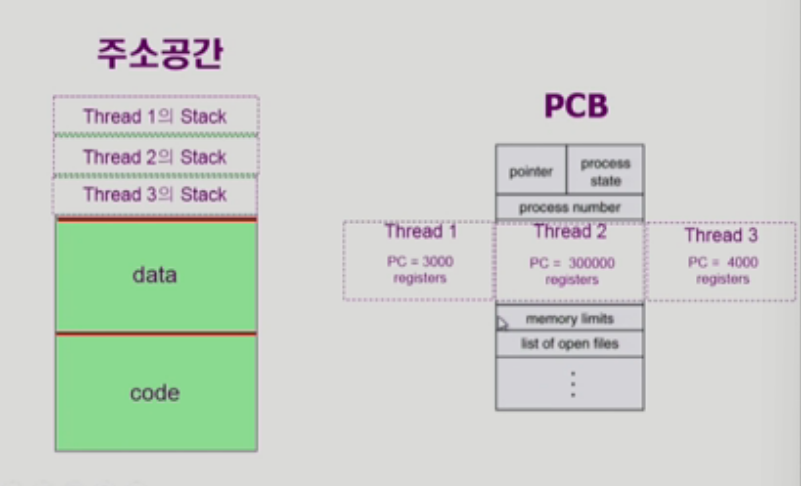 주소공간
Thread 1의 Stack
Thread 2의 Stack
Thread 3의 Stack
data
code
PCB
pointer
process
state
process number
Thread 1
PC = 3000
registers
Thread 2
PC = 300000
registers
Thread 3
PC = 4000
registers
memory limits
list of open files